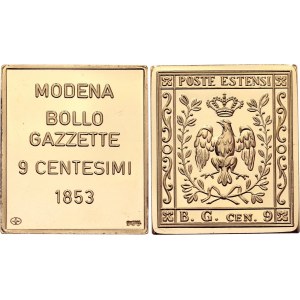 MODENA
BOLLO
GAZZETTE
9 CENTESIMI
1853
POSTE ESTENSI
B. G. CEN. 9